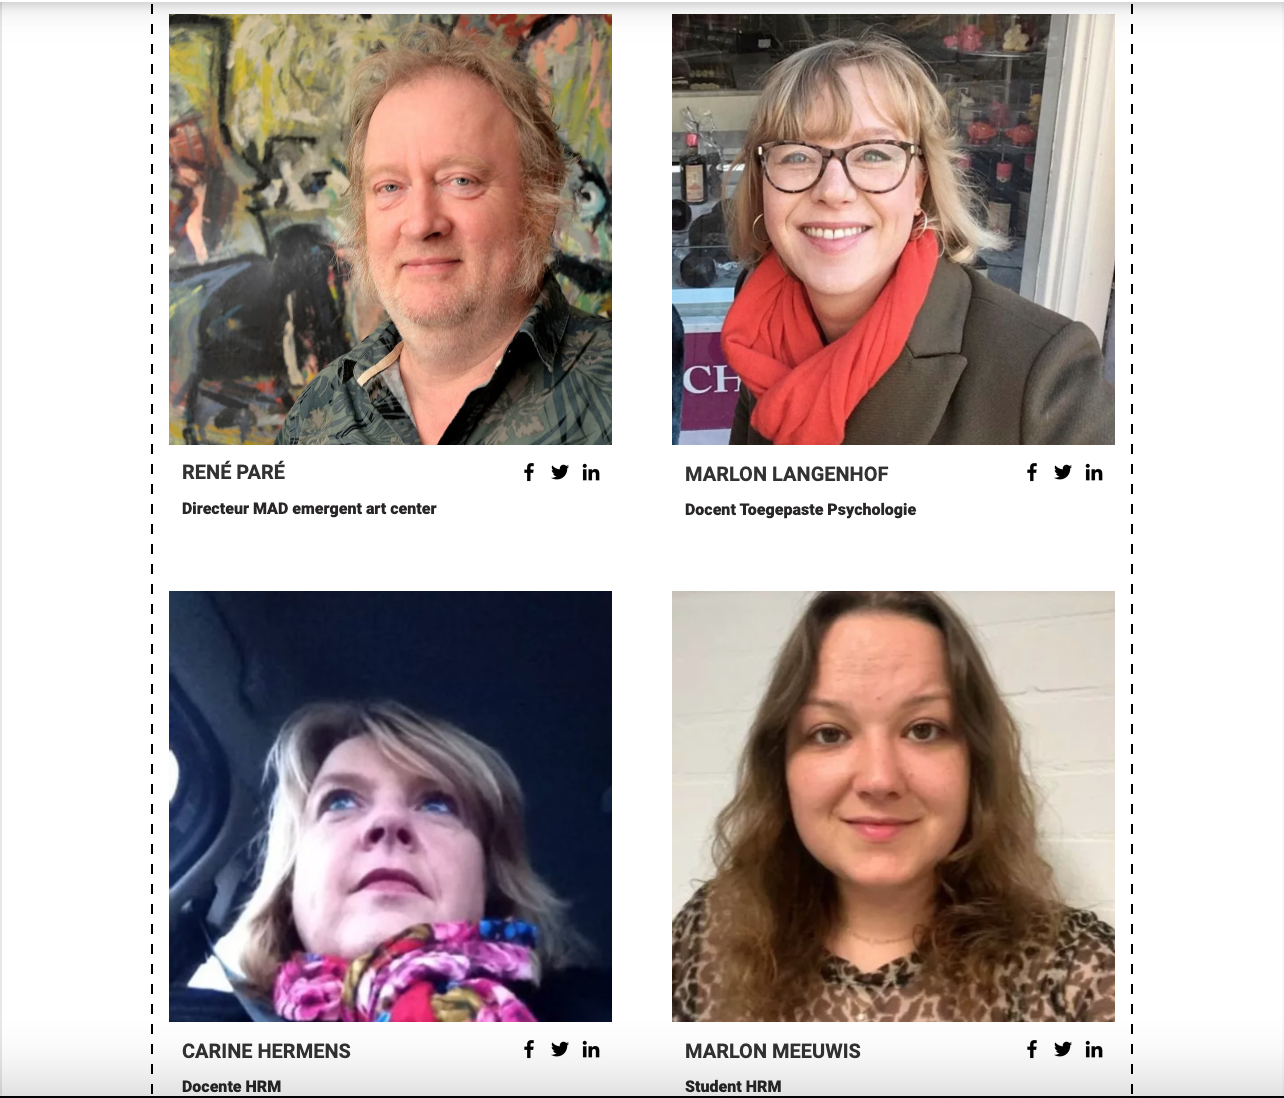 CH
RENÉ PARÉ
Directeur MAD emergent art center
MARLON LANGENHOF
Docent Toegepaste Psychologie
CARINE HERMENS
Docente HRM
MARLON MEEUWIS
Student HRM